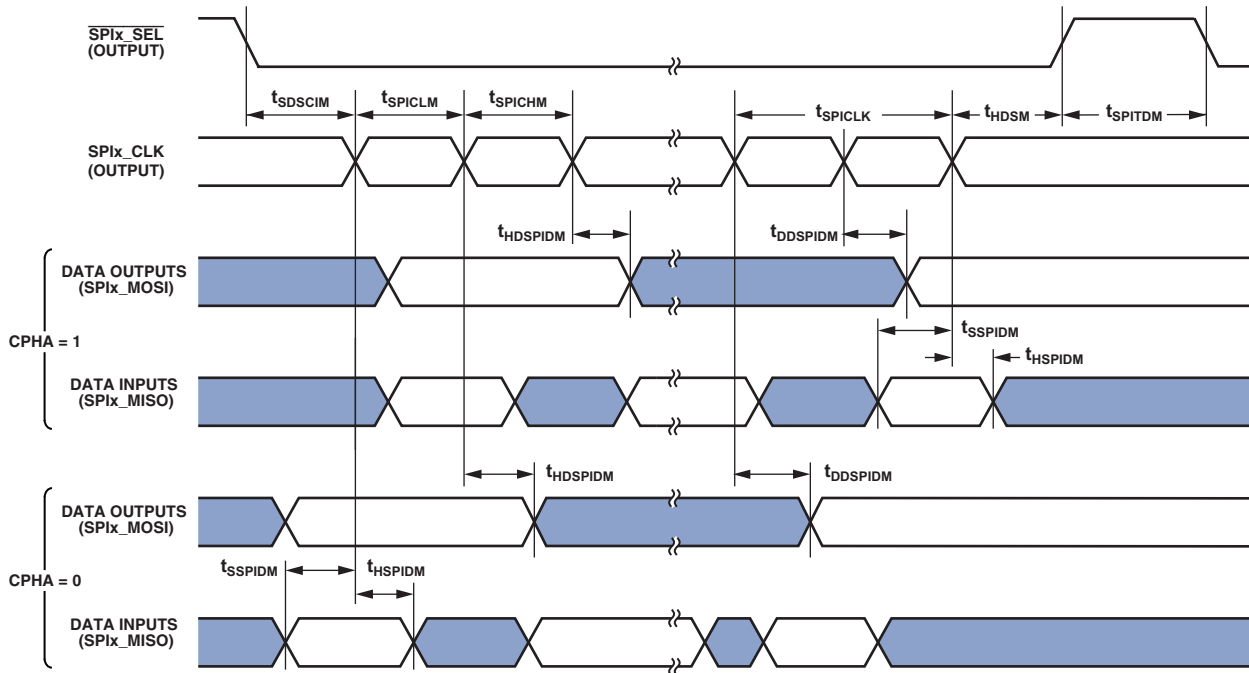 SPIx_SEL
(OUTPUT)
tSDSCIM tSPICLM tSPICHM tSPICLK tHDSM tSPITDM
SPIx_CLK
(OUTPUT)
tHDSPIDM tDDSPIDM
DATA OUTPUTS
(SPIx_MOSI)
tSSPIDM
CPHA = 1
tHSPIDM
DATA INPUTS
(SPIx_MISO)
tHDSPIDM tDDSPIDM
DATA OUTPUTS
(SPIx_MOSI)
CPHA = 0
tSSPIDM tHSPIDM
DATA INPUTS
(SPIx_MISO)